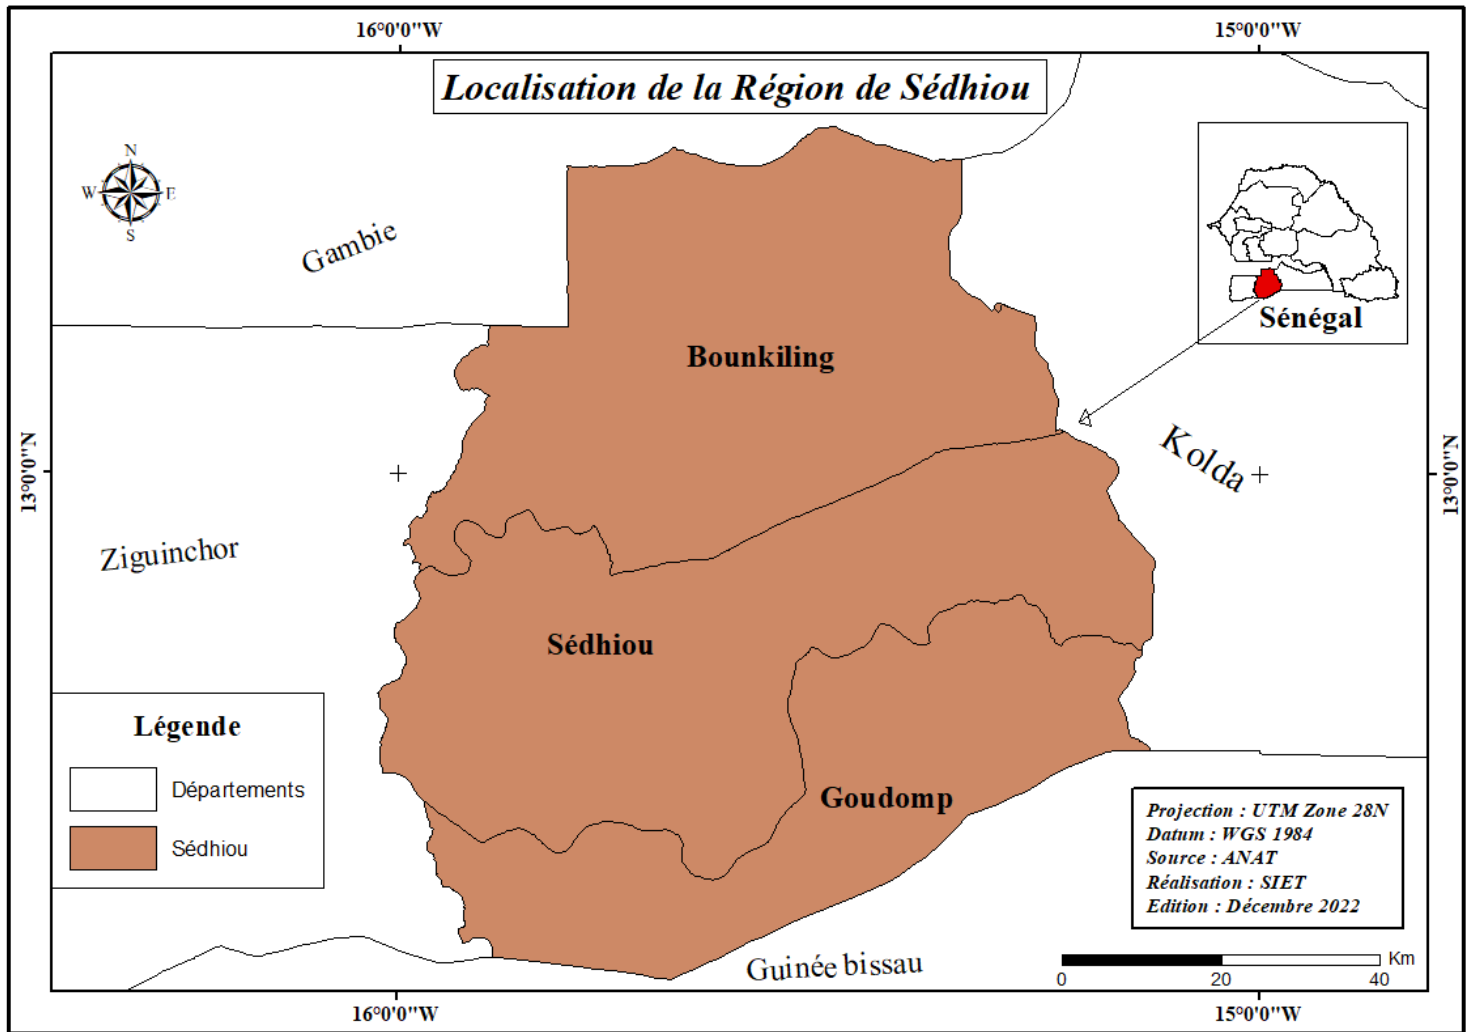 16°0'0"W
15°0'0"W
Localisation de la Région de Sédhiou
N
W
E
S
Gambie
Sénégal
Bounkiling
Kolda
13°0'0"N
13°0'0"N
Ziguinchor
Sédhiou
Légende
Départements
Sédhiou
Goudomp
Projection : UTM Zone 28N
Datum : WGS 1984
Source : ANAT
Réalisation : SIET
Edition : Décembre 2022
Guinée bissau
Km
0 20 40
16°0'0"W
15°0'0"W